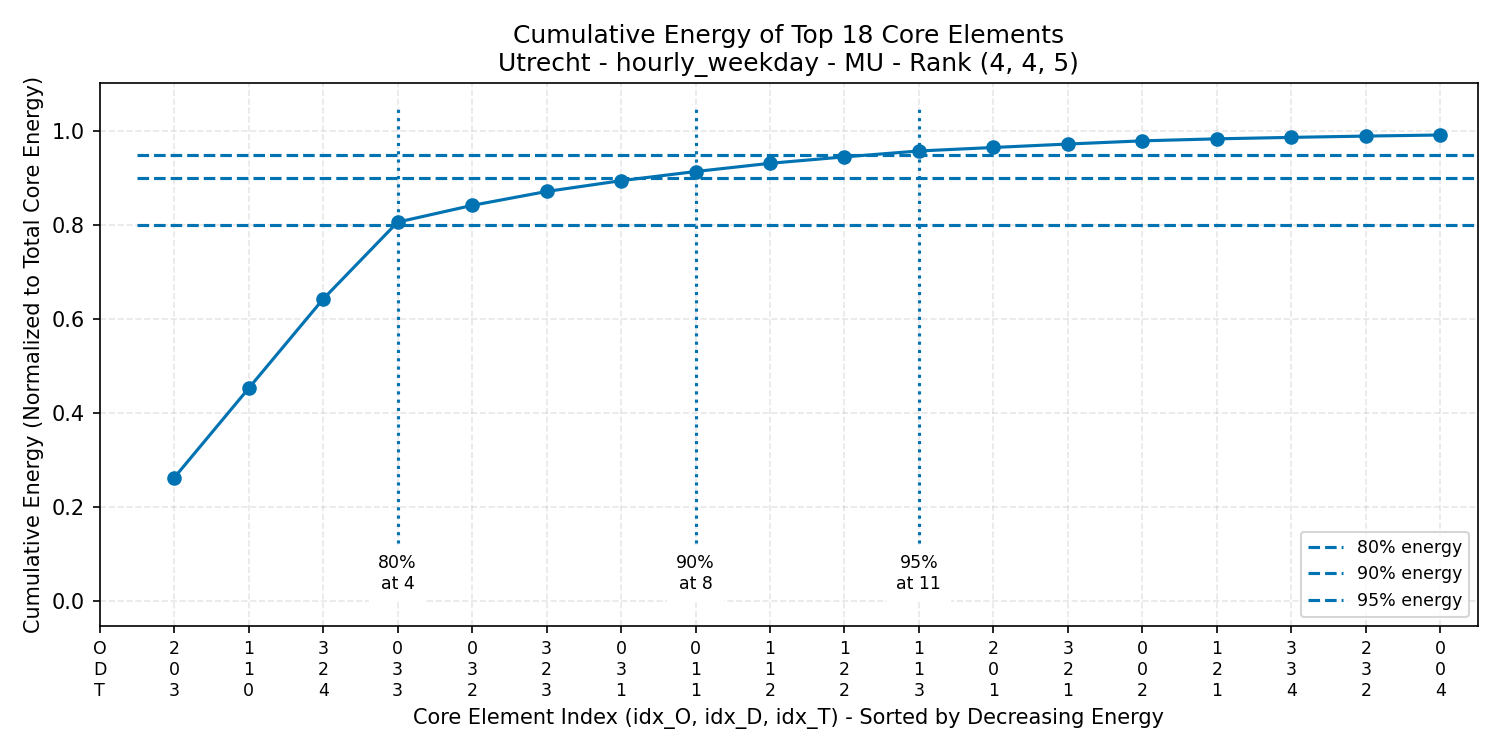 Cumulative Energy of Top 18 Core Elements
Utrecht - hourly_weekday - MU - Rank (4, 4, 5)
Cumulative Energy (Normalized to Total Core Energy)
1.0
0.8
0.6
0.4
0.2
0.0
80%
at 4
90%
at 8
95%
at 11
80% energy
90% energy
95% energy
O 2 1 3 0 0 3 0 0 1 1 1 2 3 0 1 3 2 0
D 0 1 2 3 3 2 3 1 1 2 1 0 2 0 2 3 3 0
T 3 0 4 3 2 3 1 1 2 2 3 1 1 2 1 4 2 4
Core Element Index (idx_O, idx_D, idx_T) - Sorted by Decreasing Energy